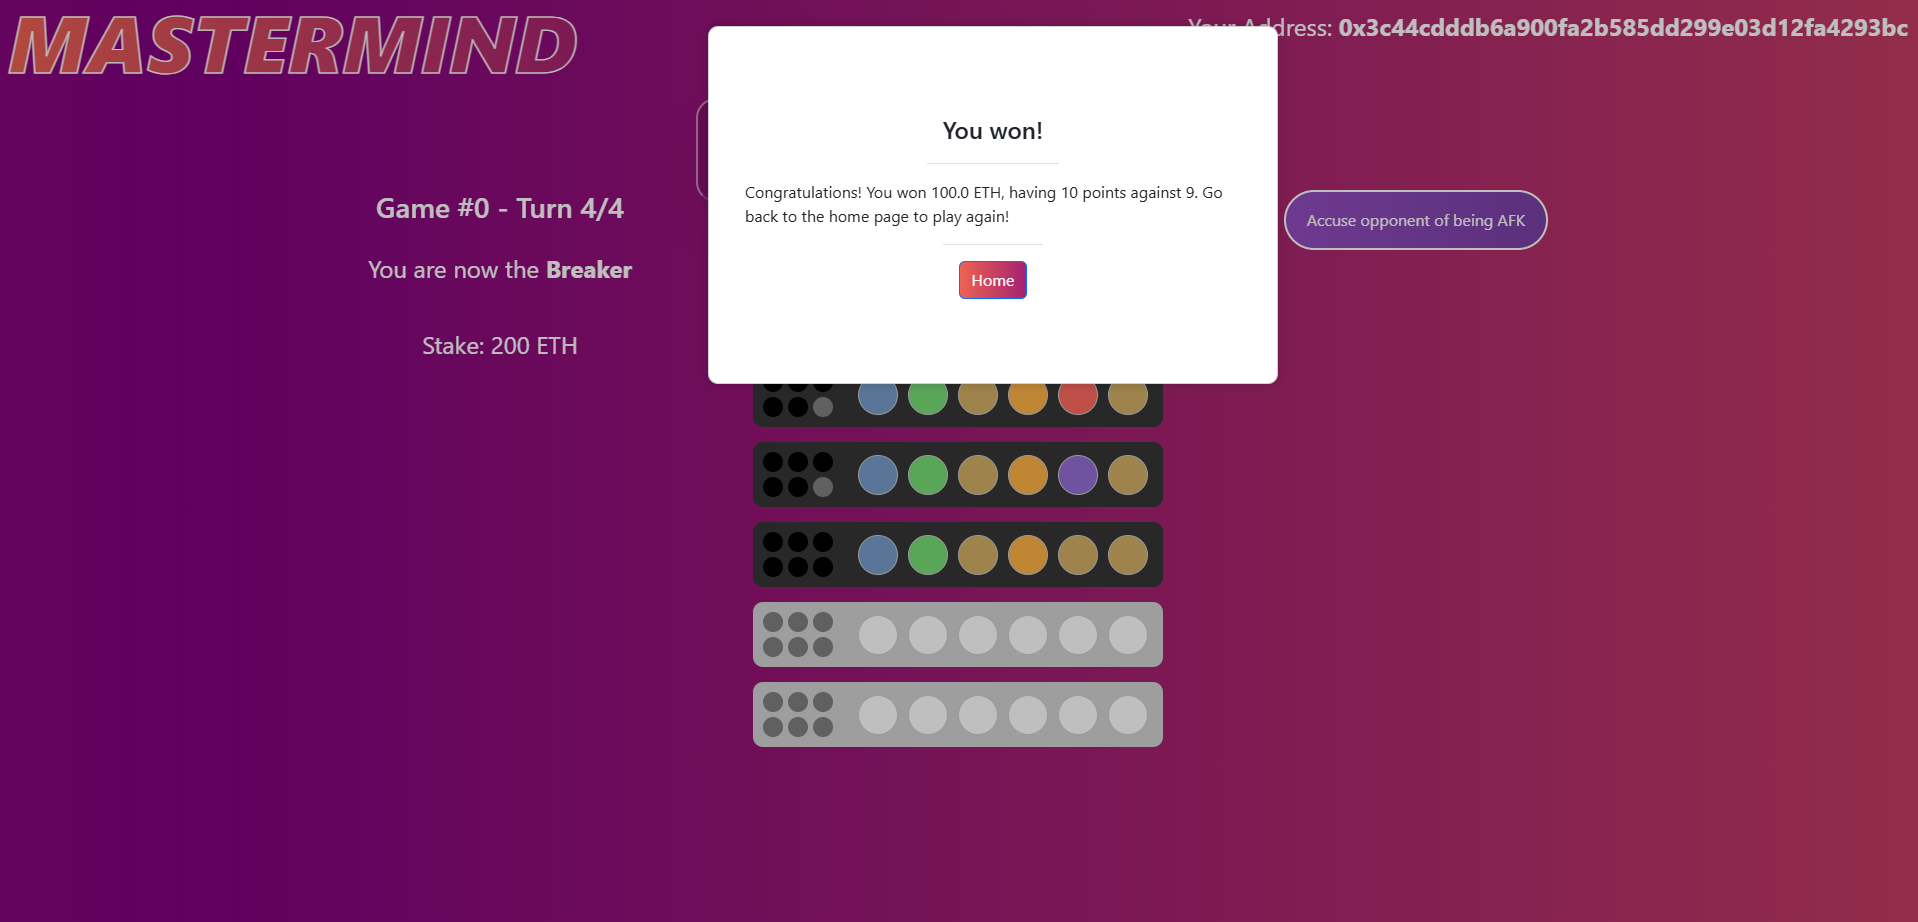 MASTERMIND
Your Address: 0x3c44cdddb6a900fa2b585dd299e03d12fa4293bc
You won!
Congratulations! You won 100.0 ETH, having 10 points against 9. Go
back to the home page to play again!
Home
Game #0 - Turn 4/4
You are now the Breaker
Stake: 200 ETH
Accuse opponent of being AFK